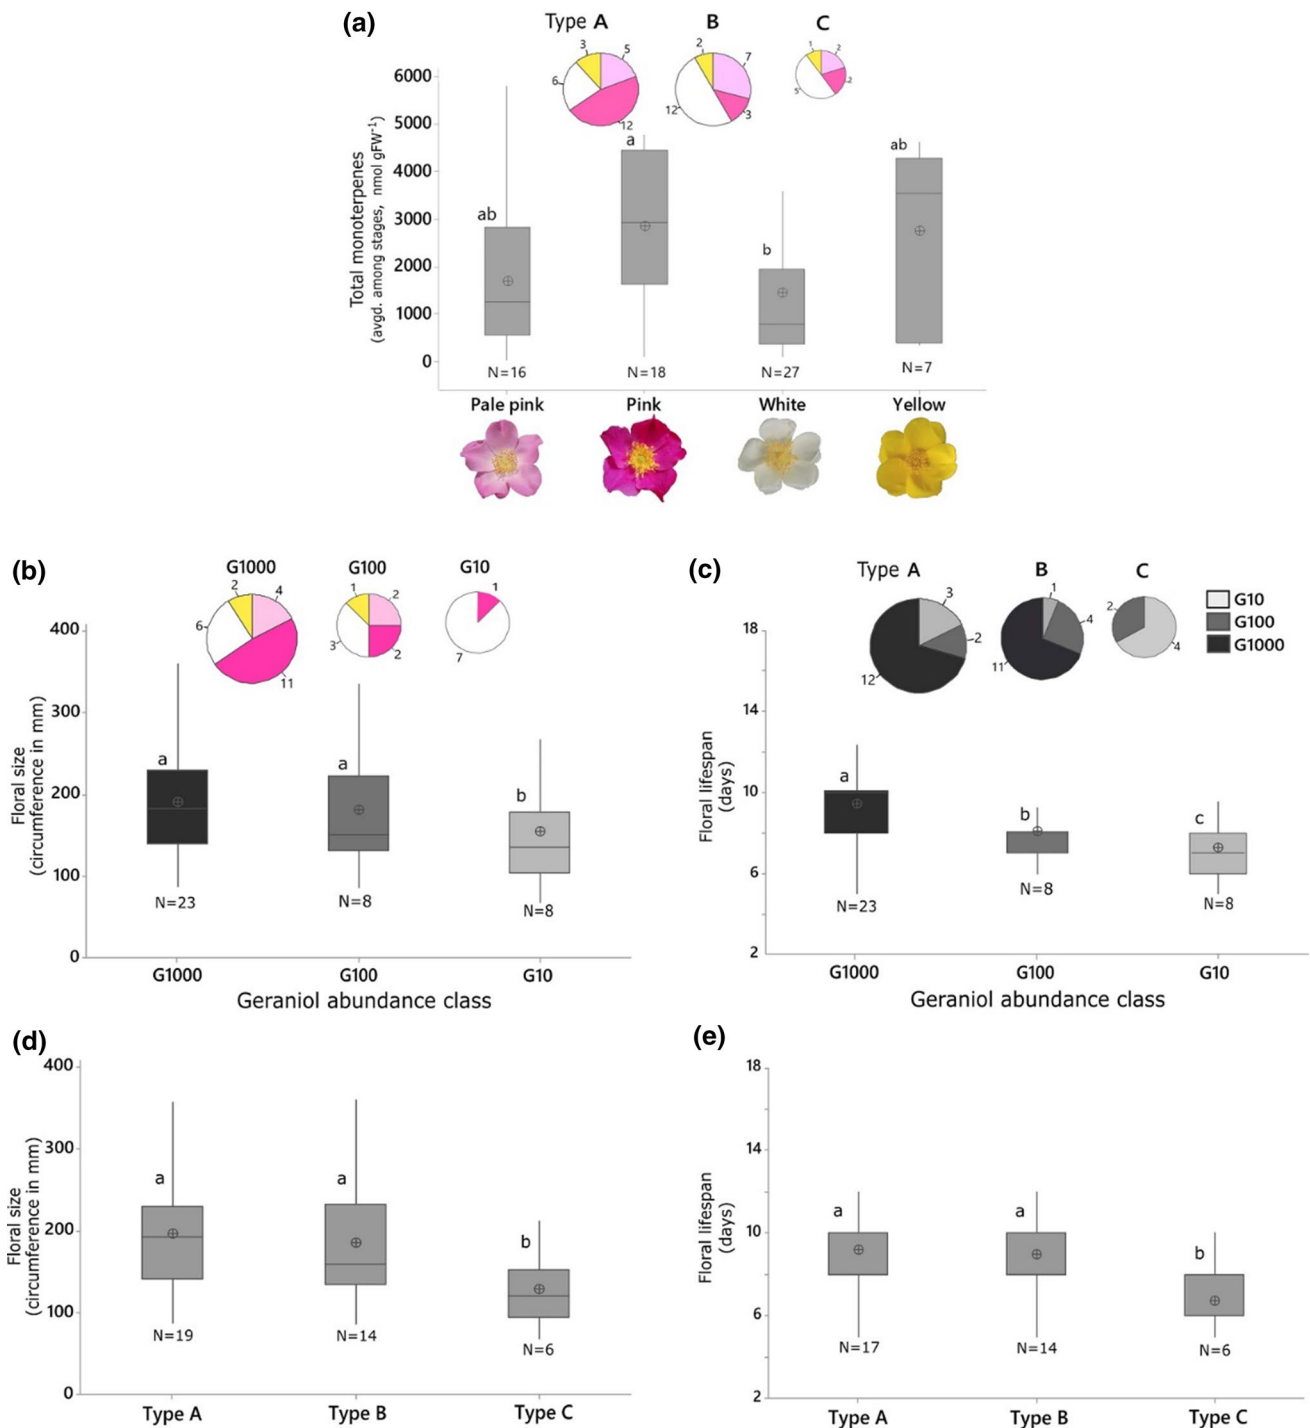 (a)
Type A B C
3 5 12 6
2 7 3 12
1 2 2 5
Total monoterpenes
(avgd. among stages, nmol gFW-1)
6000
5000
4000
3000
2000
1000
0
ab a b ab
N=16 N=18 N=27 N=7
Pale pink Pink White Yellow
(b)
G1000 G100 G10
2 4 11 6
1 2 2 3
1 7
Floral size
(circumference in mm)
400
300
200
100
0
a a b
N=23 N=8 N=8
G1000 G100 G10
Geraniol abundance class
(c)
Type A B C
3 2 12
1 4 11
2 4
G10
G100
G1000
Floral lifespan
(days)
18
14
10
6
2
a b c
N=23 N=8 N=8
G1000 G100 G10
Geraniol abundance class
(d)
Floral size
(circumference in mm)
400
300
200
100
0
a a b
N=19 N=14 N=6
Type A Type B Type C
(e)
Floral lifespan
(days)
18
14
10
6
2
a a b
N=17 N=14 N=6
Type A Type B Type C